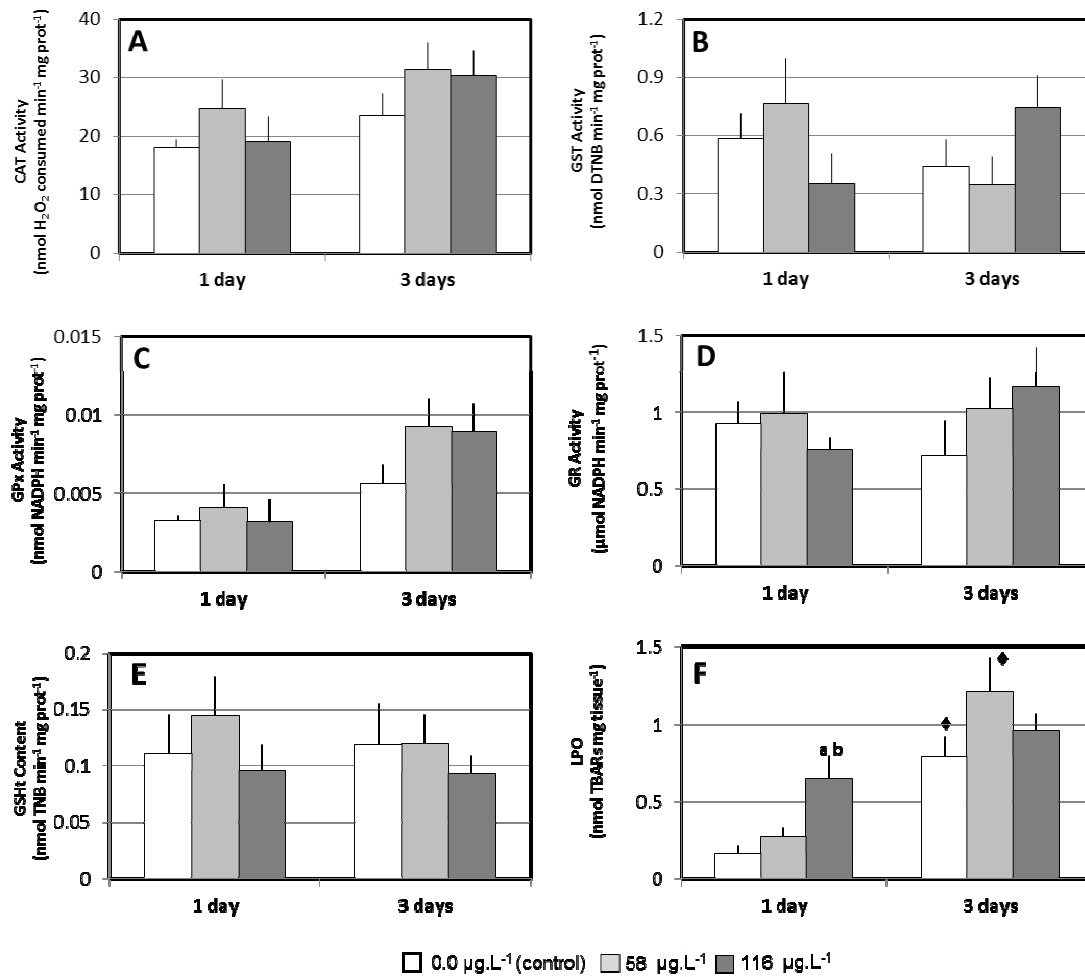 A
CAT Activity
(nmol H₂O₂ consumed min⁻¹ mg prot⁻¹)
40
30
20
10
0
1 day
3 days
B
GST Activity
(nmol DTNB min⁻¹ mg prot⁻¹)
1.2
0.9
0.6
0.3
0
1 day
3 days
C
GPx Activity
(nmol NADPH min⁻¹ mg prot⁻¹)
0.015
0.01
0.005
0
1 day
3 days
D
GR Activity
(µmol NADPH min⁻¹ mg prot⁻¹)
1.5
1
0.5
0
1 day
3 days
E
GSHt Content
(nmol TNB min⁻¹ mg prot⁻¹)
0.2
0.15
0.1
0.05
0
1 day
3 days
F
LPO
(nmol TBARs mg tissue⁻¹)
1.5
1
0.5
0
a b
1 day
3 days
0.0 µg.L⁻¹ (control) 58 µg.L⁻¹ 116 µg.L⁻¹